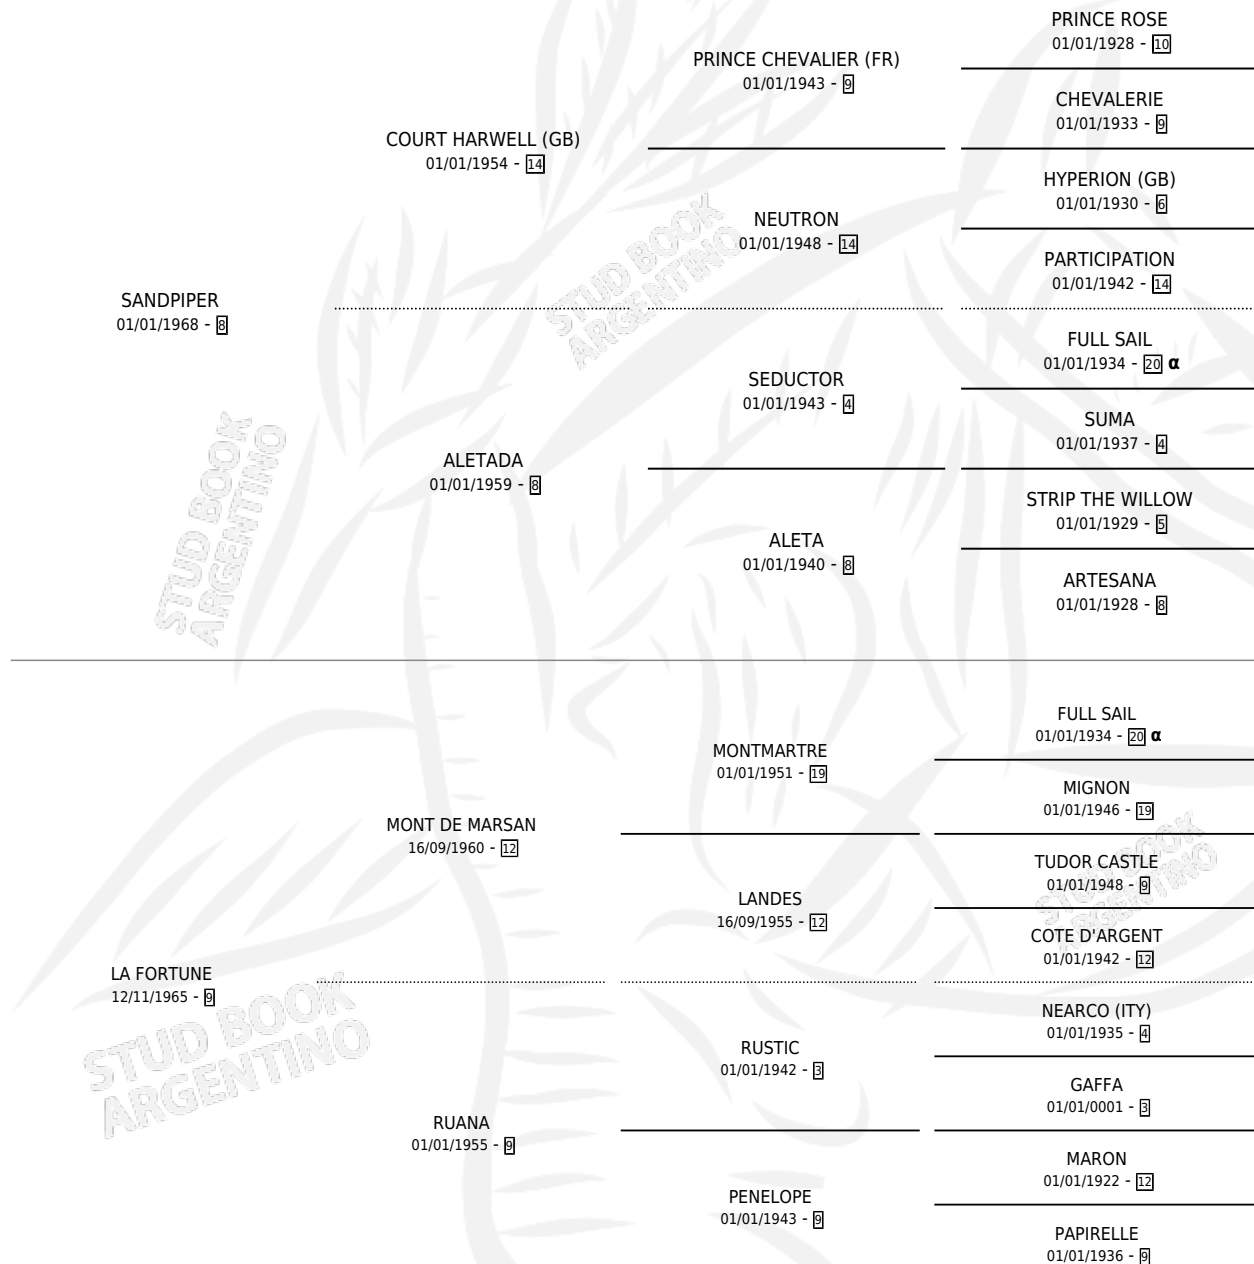 PRINCE ROSE
01/01/1928 - 10
PRINCE CHEVALIER (FR)
01/01/1943 - 9
CHEVALERIE
01/01/1933 - 9
COURT HARWELL (GB)
01/01/1954 - 14
HYPERION (GB)
01/01/1930 - 6
NEUTRON
01/01/1948 - 14
PARTICIPATION
01/01/1942 - 14
SANDPIPER
01/01/1968 - 8
FULL SAIL
01/01/1934 - 20 α
SEDUCTOR
01/01/1943 - 4
SUMA
01/01/1937 - 4
ALETADA
01/01/1959 - 8
STRIP THE WILLOW
01/01/1929 - 5
ALETA
01/01/1940 - 8
ARTESANA
01/01/1928 - 8
FULL SAIL
01/01/1934 - 20 α
MONTMARTRE
01/01/1951 - 19
MIGNON
01/01/1946 - 19
MONT DE MARSAN
16/09/1960 - 12
TUDOR CASTLE
01/01/1948 - 9
LANDES
16/09/1955 - 12
COTE D'ARGENT
01/01/1942 - 12
LA FORTUNE
12/11/1965 - 9
NEARCO (ITY)
01/01/1935 - 4
RUSTIC
01/01/1942 - 3
GAFFA
01/01/0001 - 3
RUANA
01/01/1955 - 9
MARON
01/01/1922 - 12
PENELOPE
01/01/1943 - 9
PAPIRELLE
01/01/1936 - 9
STUD BOOK
ARGENTINO
STUD BOOK
ARGENTINO
STUD BOOK
ARGENTINO
STUD BOOK
ARGENTINO